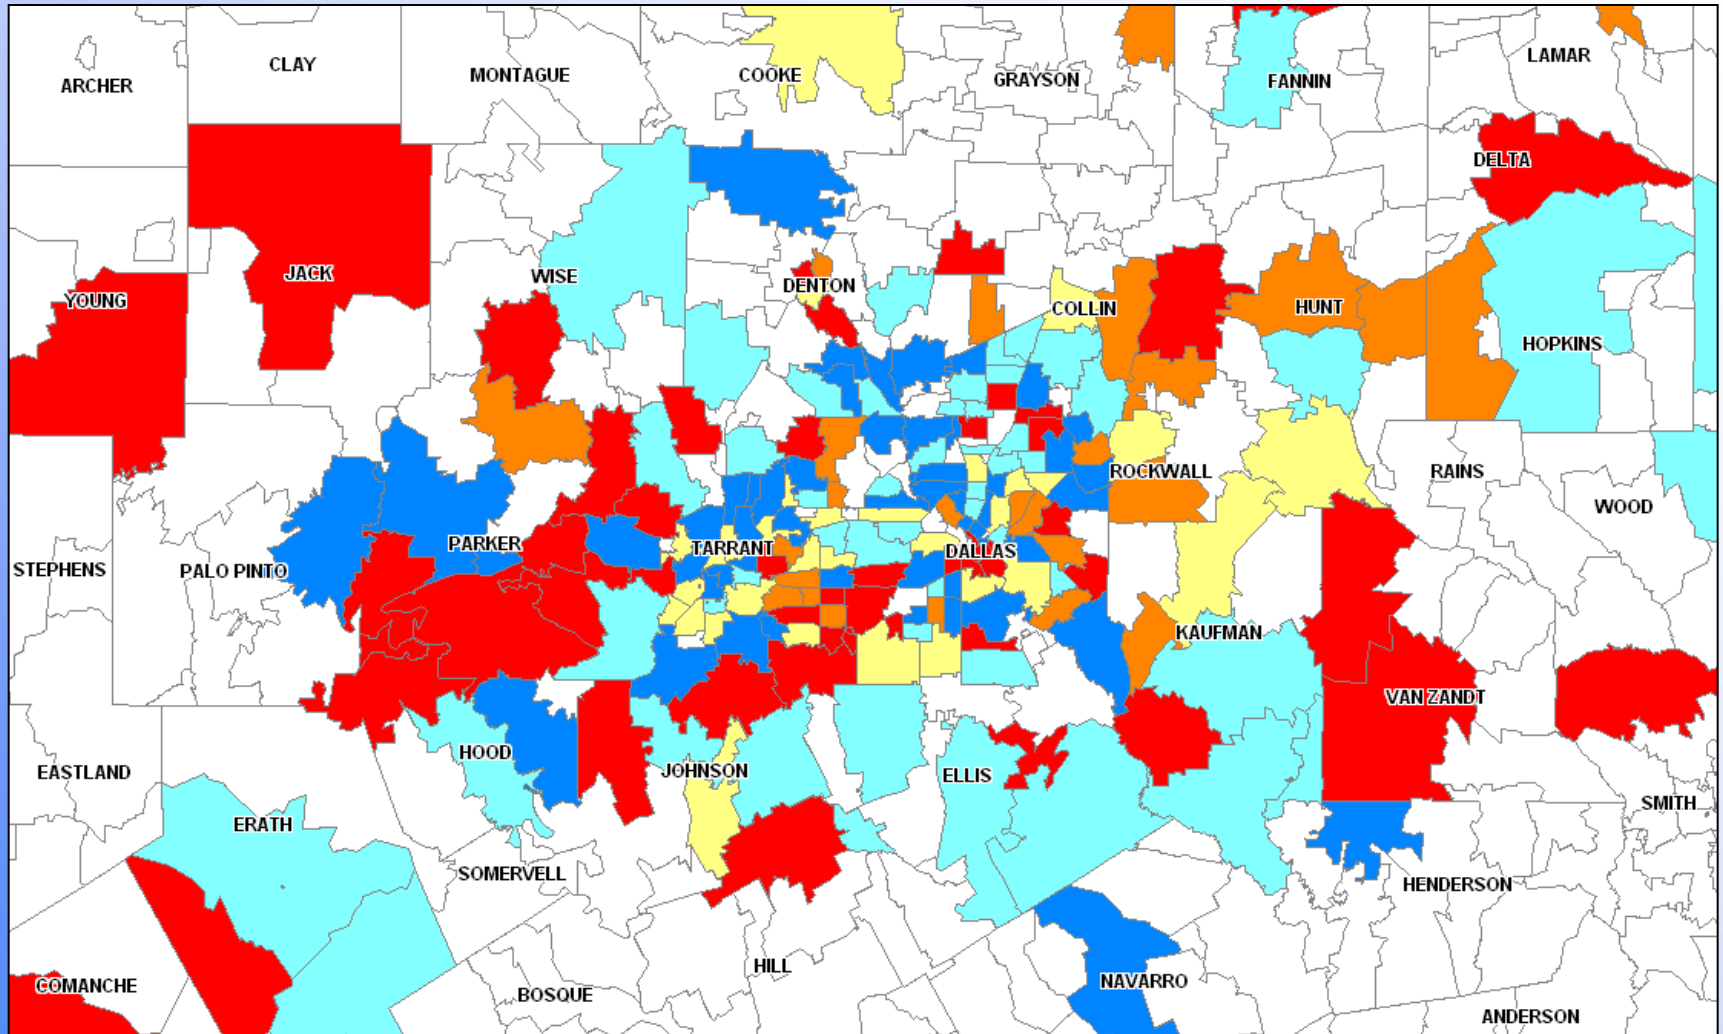 ARCHER
CLAY
MONTAGUE
COOKE
GRAYSON
FANNIN
LAMAR
DELTA
YOUNG
JACK
WISE
DENTON
COLLIN
HUNT
HOPKINS
STEPHENS
PALO PINTO
PARKER
TARRANT
DALLAS
ROCKWALL
RAINS
WOOD
KAUFMAN
VAN ZANDT
EASTLAND
HOOD
JOHNSON
ELLIS
SMITH
ERATH
SOMERVELL
HENDERSON
COMANCHE
BOSQUE
HILL
NAVARRO
ANDERSON